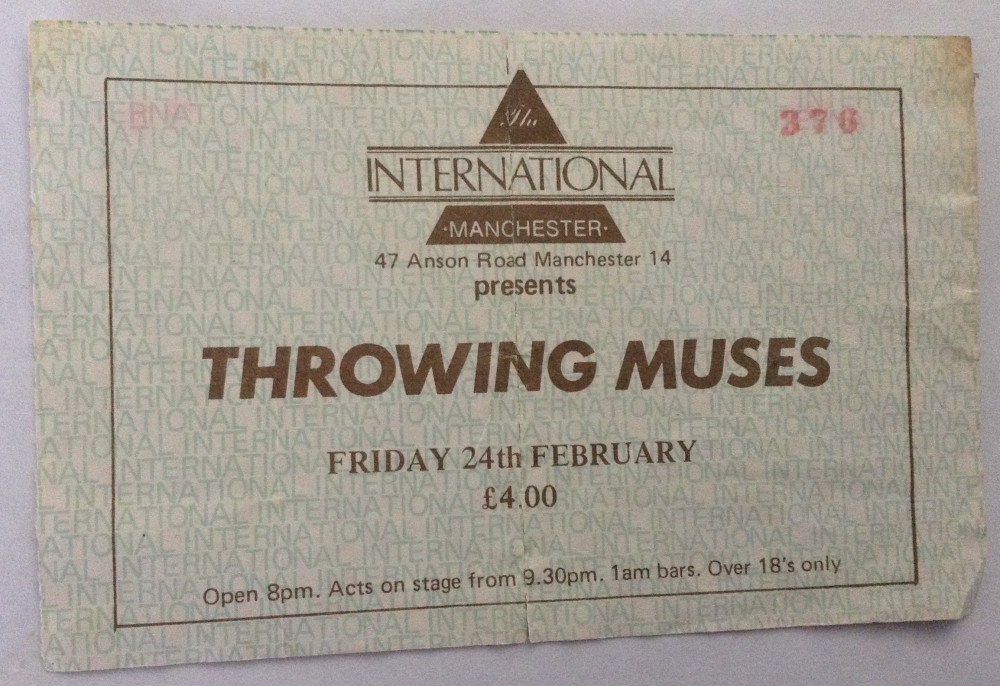 376
The
INTERNATIONAL
·MANCHESTER·
47 Anson Road Manchester 14
presents
THROWING MUSES
FRIDAY 24th FEBRUARY
£4.00
Open 8pm. Acts on stage from 9.30pm. 1am bars. Over 18's only